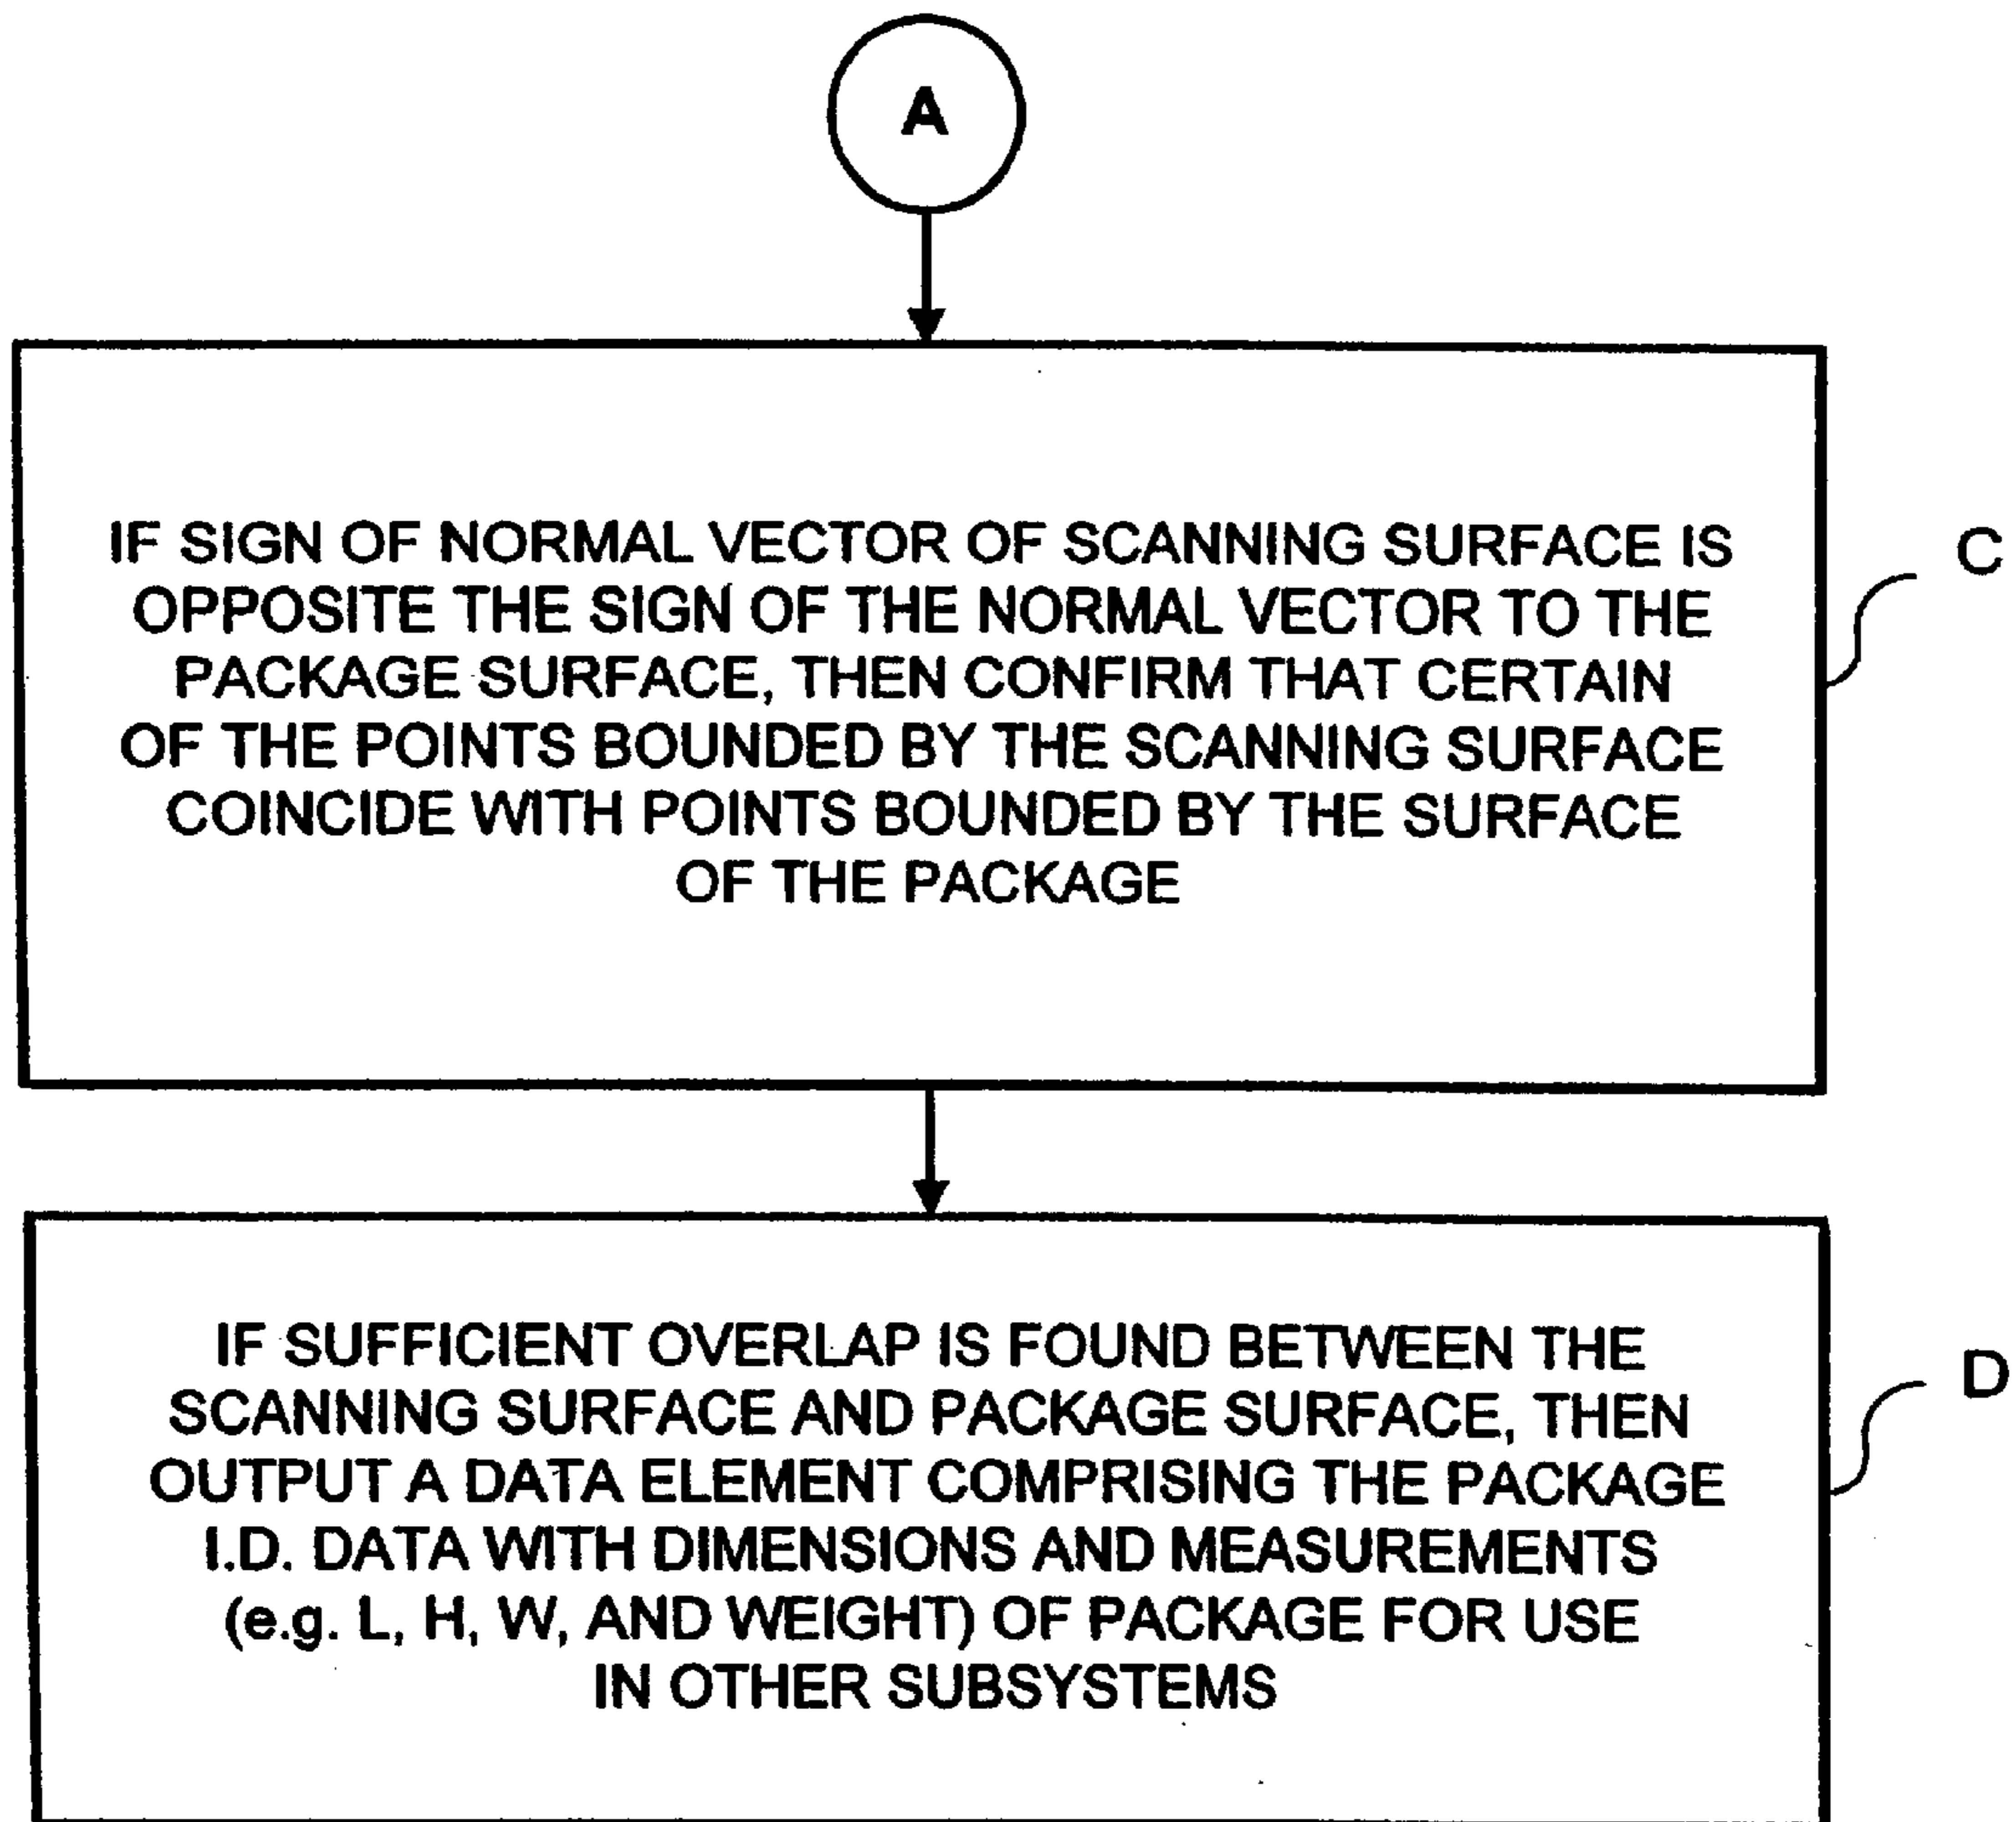 A
IF SIGN OF NORMAL VECTOR OF SCANNING SURFACE IS
OPPOSITE THE SIGN OF THE NORMAL VECTOR TO THE
PACKAGE SURFACE, THEN CONFIRM THAT CERTAIN
OF THE POINTS BOUNDED BY THE SCANNING SURFACE
COINCIDE WITH POINTS BOUNDED BY THE SURFACE
OF THE PACKAGE
C
IF SUFFICIENT OVERLAP IS FOUND BETWEEN THE
SCANNING SURFACE AND PACKAGE SURFACE, THEN
OUTPUT A DATA ELEMENT COMPRISING THE PACKAGE
I.D. DATA WITH DIMENSIONS AND MEASUREMENTS
(e.g. L, H, W, AND WEIGHT) OF PACKAGE FOR USE
IN OTHER SUBSYSTEMS
D